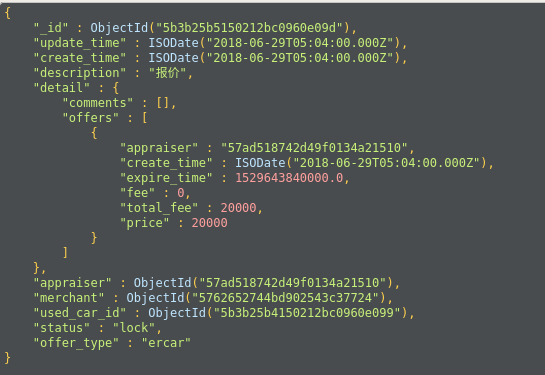 {
    "_id" : ObjectId("5b3b25b5150212bc0960e09d"),
    "update_time" : ISODate("2018-06-29T05:04:00.000Z"),
    "create_time" : ISODate("2018-06-29T05:04:00.000Z"),
    "description" : "报价",
    "detail" : {
        "comments" : [],
        "offers" : [
            {
                "appraiser" : "57ad518742d49f0134a21510",
                "create_time" : ISODate("2018-06-29T05:04:00.000Z"),
                "expire_time" : 1529643840000.0,
                "fee" : 0,
                "total_fee" : 20000,
                "price" : 20000
            }
        ]
    },
    "appraiser" : ObjectId("57ad518742d49f0134a21510"),
    "merchant" : ObjectId("5762652744bd902543c37724"),
    "used_car_id" : ObjectId("5b3b25b4150212bc0960e099"),
    "status" : "lock",
    "offer_type" : "ercar"
}